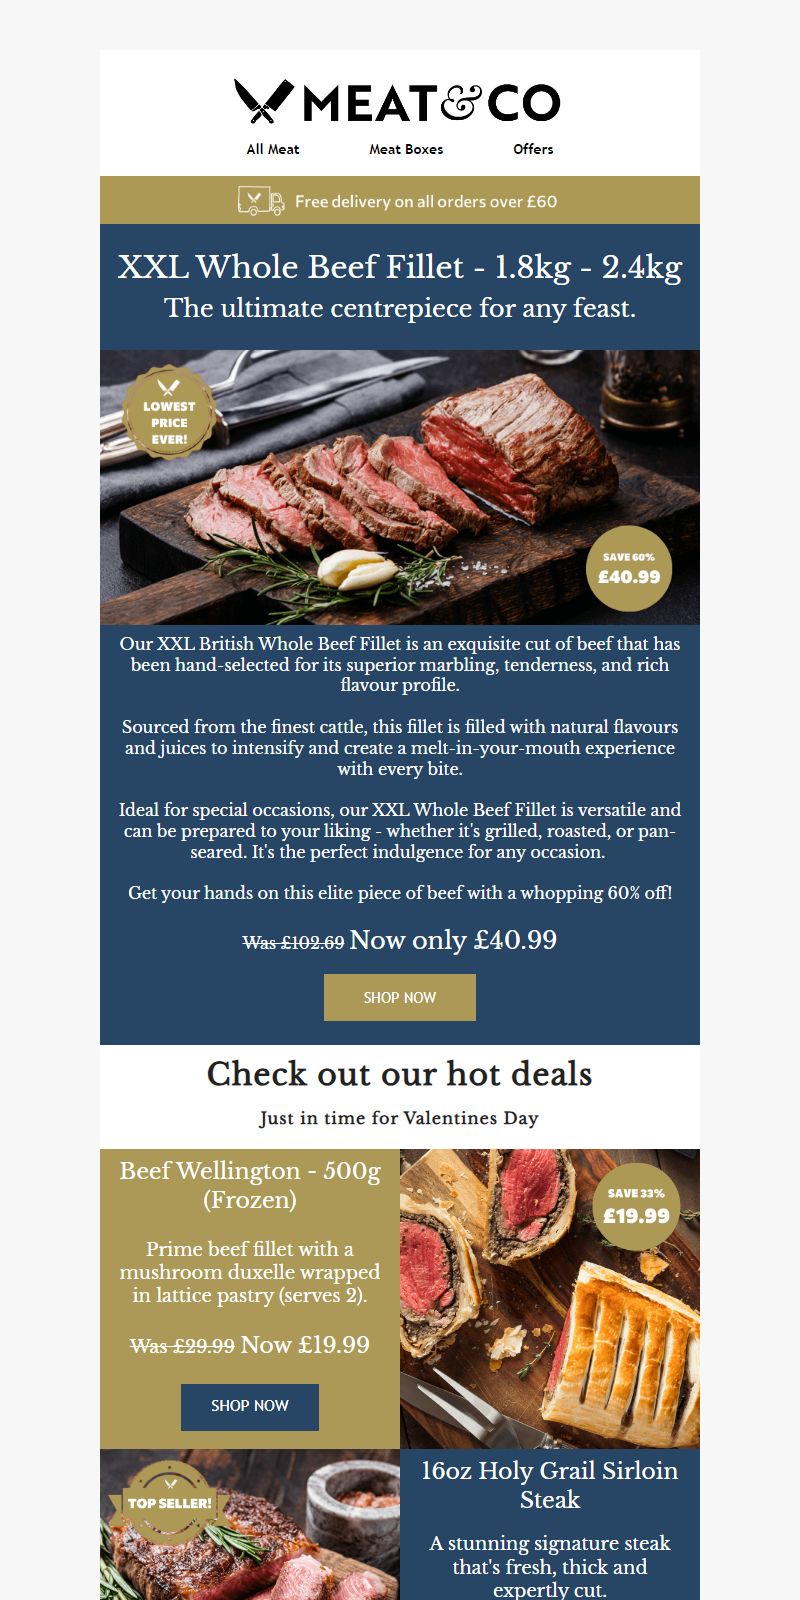 MEAT&CO
All Meat Meat Boxes Offers
Free delivery on all orders over £60
XXL Whole Beef Fillet - 1.8kg - 2.4kg
The ultimate centrepiece for any feast.
LOWEST
PRICE
EVER!
SAVE 60%
£40.99
Our XXL British Whole Beef Fillet is an exquisite cut of beef that has
been hand-selected for its superior marbling, tenderness, and rich
flavour profile.
Sourced from the finest cattle, this fillet is filled with natural flavours
and juices to intensify and create a melt-in-your-mouth experience
with every bite.
Ideal for special occasions, our XXL Whole Beef Fillet is versatile and
can be prepared to your liking - whether it's grilled, roasted, or pan-
seared. It's the perfect indulgence for any occasion.
Get your hands on this elite piece of beef with a whopping 60% off!
Was £102.69 Now only £40.99
SHOP NOW
Check out our hot deals
Just in time for Valentines Day
Beef Wellington - 500g
(Frozen)
Prime beef fillet with a
mushroom duxelle wrapped
in lattice pastry (serves 2).
Was £29.99 Now £19.99
SHOP NOW
SAVE 33%
£19.99
TOP SELLER!
16oz Holy Grail Sirloin
Steak
A stunning signature steak
that's fresh, thick and
expertly cut.